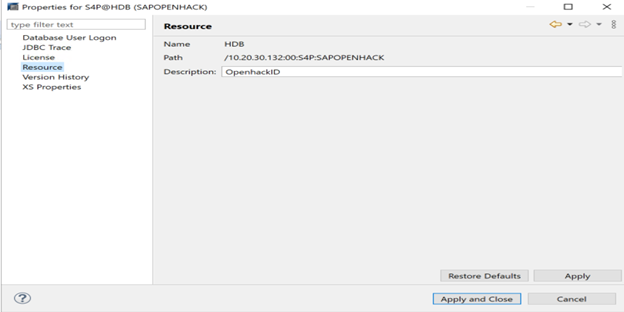 Properties for S4P@HDB (SAPOPENHACK)
type filter text
Database User Logon
JDBC Trace
License
Resource
Version History
XS Properties
Resource
Name HDB
Path /10.20.30.132:00:S4P:SAPOPENHACK
Description: OpenhackID
Restore Defaults Apply
? Apply and Close Cancel